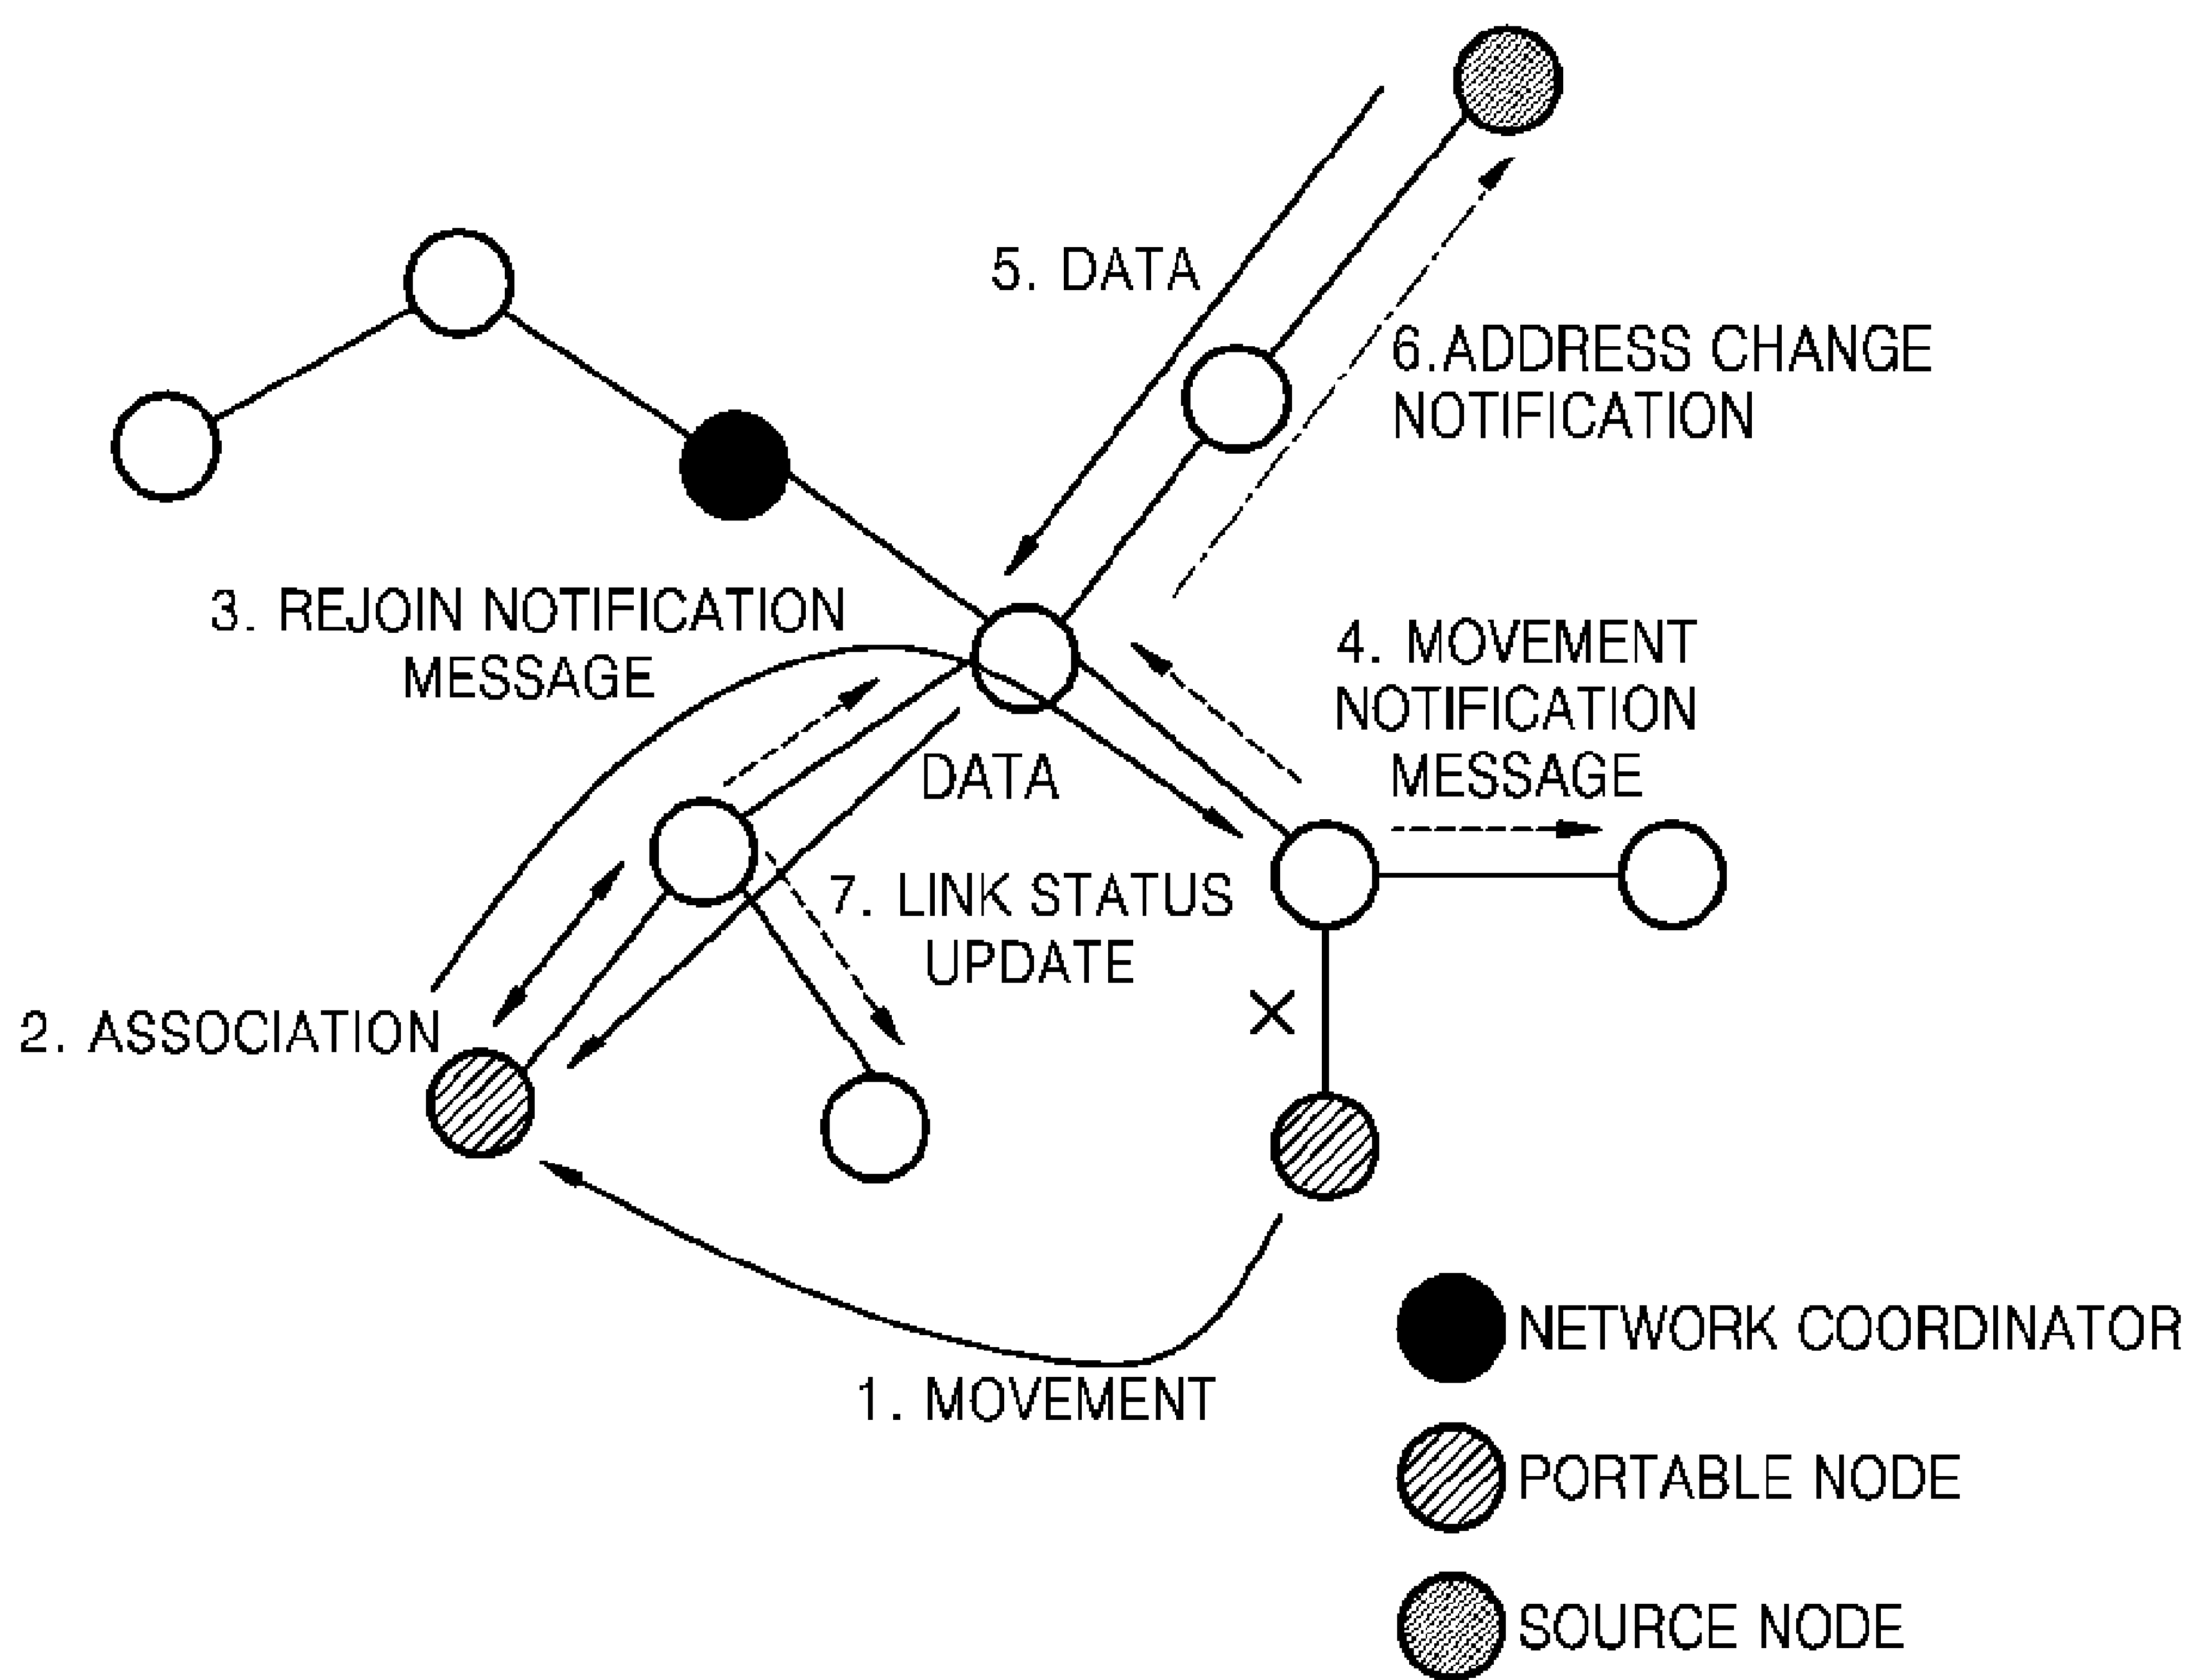 5. DATA
6.ADDRESS CHANGE
NOTIFICATION
3. REJOIN NOTIFICATION
MESSAGE
4. MOVEMENT
NOTIFICATION
MESSAGE
DATA
7. LINK STATUS
UPDATE
2. ASSOCIATION
1. MOVEMENT
NETWORK COORDINATOR
PORTABLE NODE
SOURCE NODE